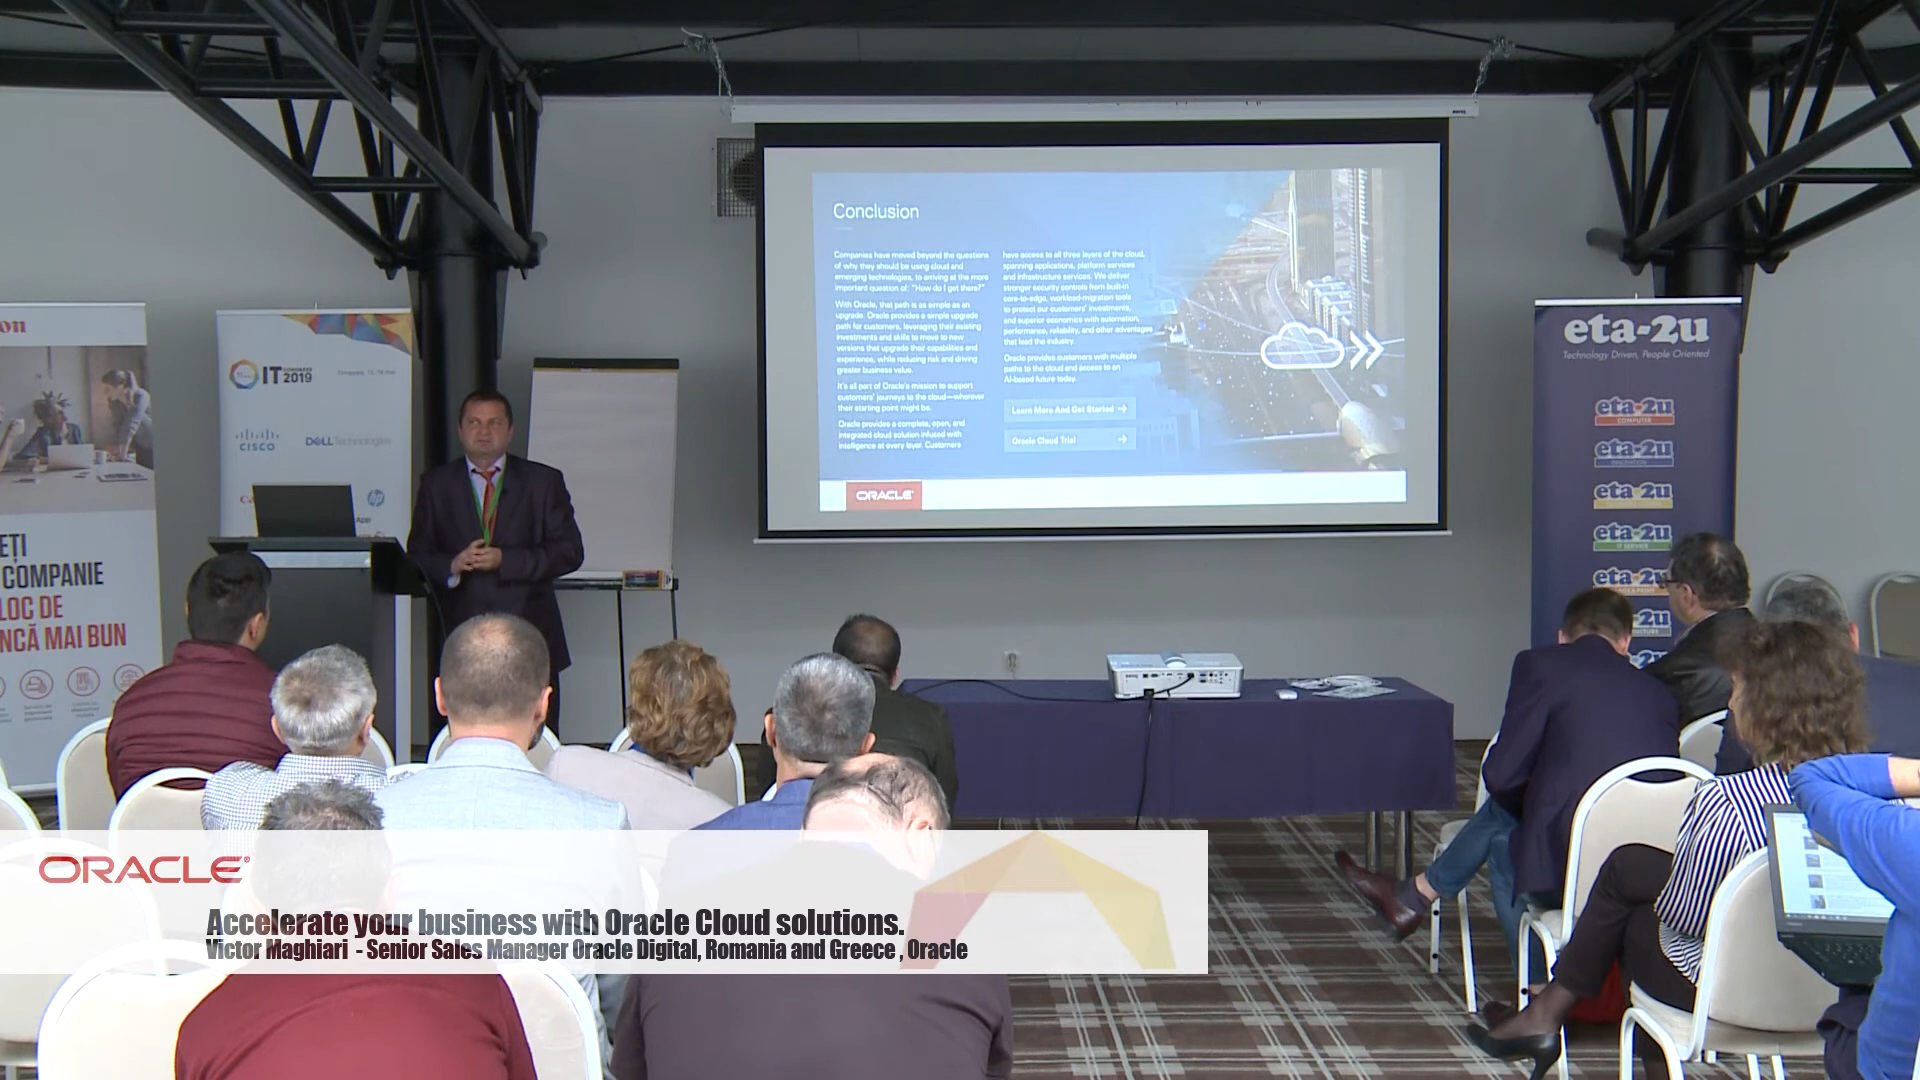 Conclusion
Companies have moved beyond the questions
of why they should be using cloud and
emerging technologies, to arriving at the more
important question of: "How do I get there?"
With Oracle, that path is as simple as an
upgrade. Oracle provides a simple upgrade
path for customers, leveraging their existing
investments and skills to move to new
versions that upgrade their capabilities and
experience, while reducing risk and driving
greater business value.
It's all part of Oracle's mission to support
customers' journeys to the cloud—wherever
their starting point might be.
Oracle provides a complete, open, and
integrated cloud solution infused with
intelligence at every layer. Customers
have access to all three layers of the cloud,
spanning applications, platform services
and infrastructure services. We deliver
stronger security controls from built-in
core-to-edge, workload-migration tools
to protect our customers' investments,
and superior economics with automation,
performance, reliability, and other advantages
that lead the industry.
Oracle provides customers with multiple
paths to the cloud and access to an
AI-based future today.
Learn More And Get Started
Oracle Cloud Trial
ORACLE
on
EȚI
COMPANIE
LOC DE
NCĂ MAI BUN
IT CONGRESS
2019
CISCO
DELL Technologies
hp
App
eta-2u
Technology Driven, People Oriented
eta-2u
COMPUTER
eta-2u
eta-2u
eta-2u
IT SERVICE
eta-2u
-2u
ORACLE
Accelerate your business with Oracle Cloud solutions.
Victor Maghiari - Senior Sales Manager Oracle Digital, Romania and Greece , Oracle